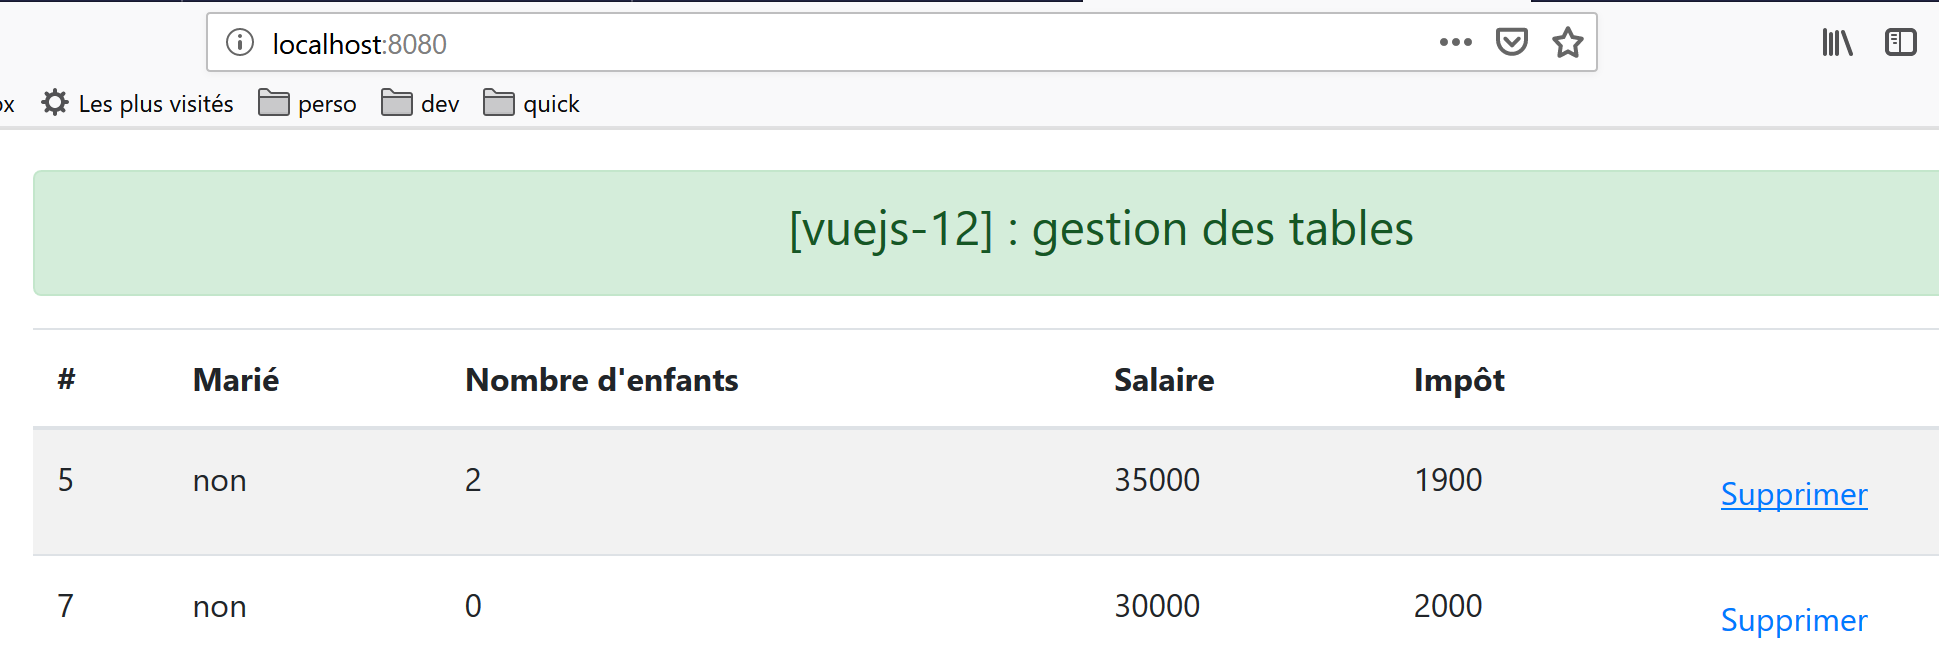 localhost:8080
Les plus visités perso dev quick
[vuejs-12] : gestion des tables
# Marié Nombre d'enfants Salaire Impôt
5 non 2 35000 1900 Supprimer
7 non 0 30000 2000 Supprimer